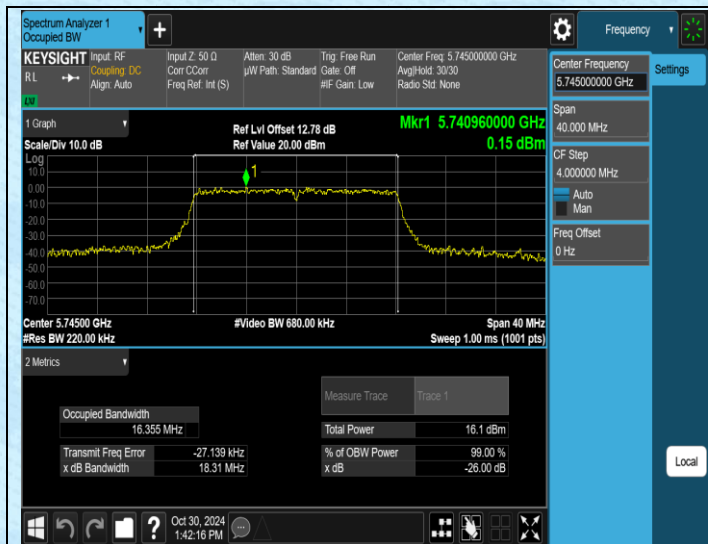 Spectrum Analyzer 1
Occupied BW
Frequency
KEYSIGHT
R L
LXI
Input: RF
Coupling: DC
Align: Auto
Input Z: 50 Ω
Corr CCorr
Freq Ref: Int (S)
Atten: 30 dB
µW Path: Standard
Trig: Free Run
Gate: Off
#IF Gain: Low
Center Freq: 5.745000000 GHz
Avg|Hold: 30/30
Radio Std: None
Center Frequency
5.745000000 GHz
Settings
Span
40.000 MHz
CF Step
4.000000 MHz
Auto
Man
Freq Offset
0 Hz
Local
1 Graph
Scale/Div 10.0 dB
Ref Lvl Offset 12.78 dB
Ref Value 20.00 dBm
Mkr1 5.740960000 GHz
0.15 dBm
Log
10.0
0.00
-10.0
-20.0
-30.0
-40.0
-50.0
-60.0
-70.0
1
Center 5.74500 GHz
#Res BW 220.00 kHz
#Video BW 680.00 kHz
Span 40 MHz
Sweep 1.00 ms (1001 pts)
2 Metrics
Measure Trace
Trace 1
Occupied Bandwidth
16.355 MHz
Total Power
16.1 dBm
Transmit Freq Error
-27.139 kHz
% of OBW Power
99.00 %
x dB Bandwidth
18.31 MHz
x dB
-26.00 dB
?
Oct 30, 2024
1:42:16 PM